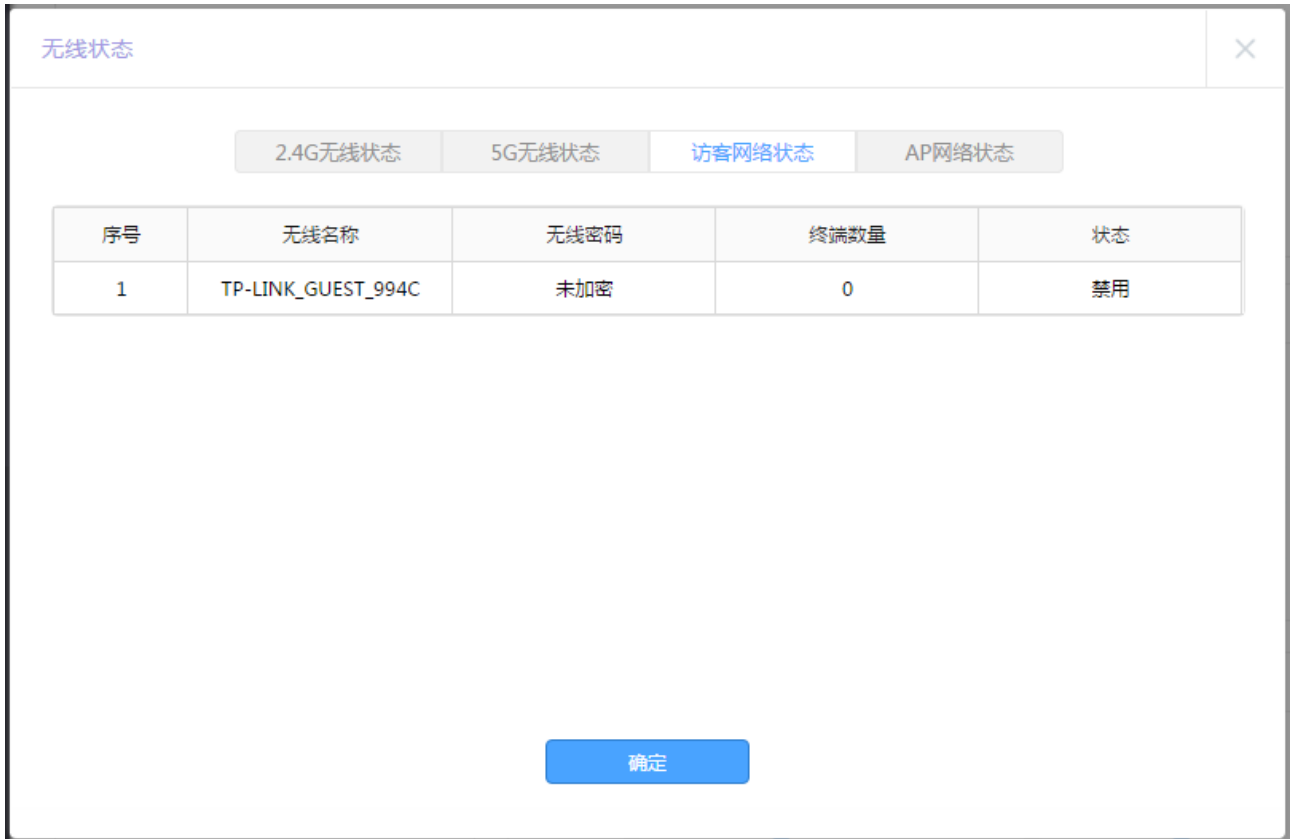 无线状态
2.4G无线状态 5G无线状态 访客网络状态 AP网络状态
序号 无线名称 无线密码 终端数量 状态
1 TP-LINK_GUEST_994C 未加密 0 禁用
确定